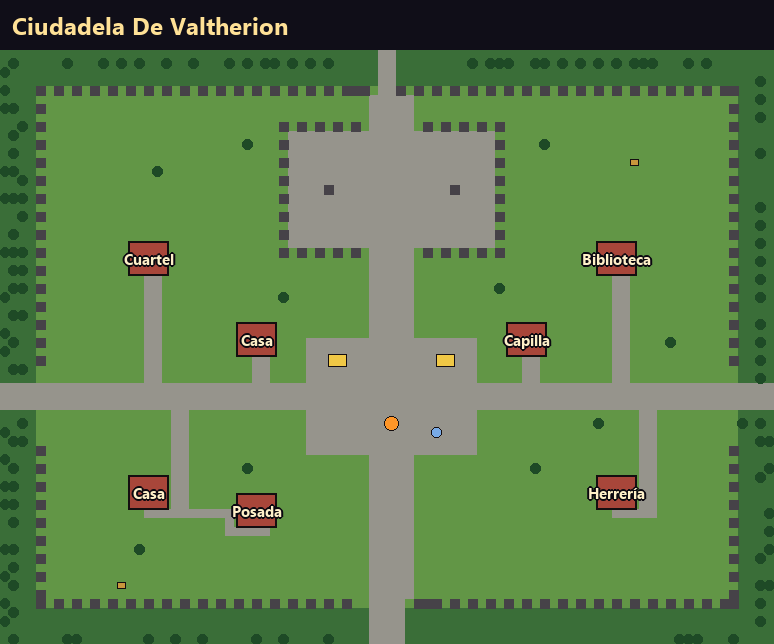 Ciudadela De Valtherion
Cuartel
Biblioteca
Casa
Capilla
Casa
Posada
Herrería